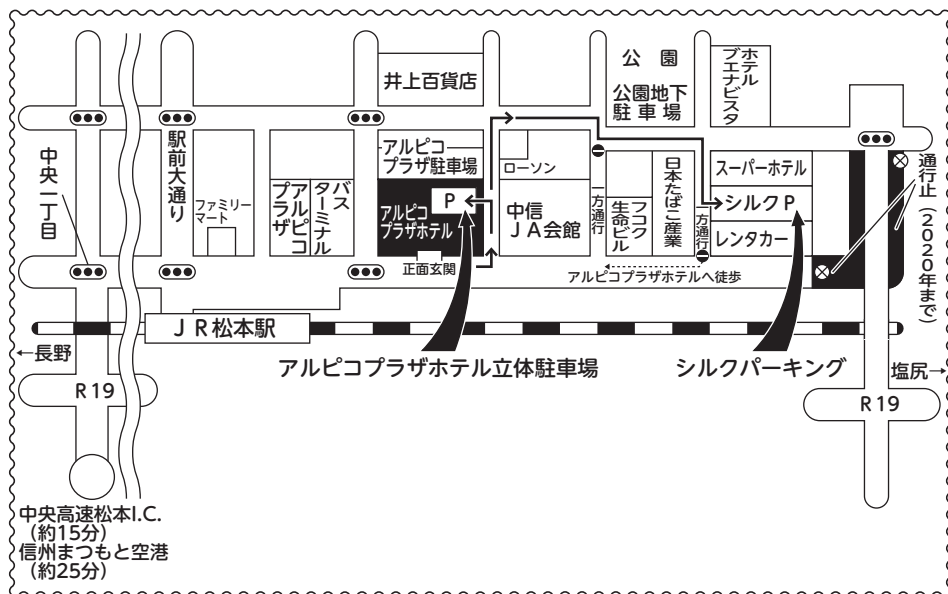 井上百貨店
公　園
公園地下
駐 車 場
ホテル
ブエナビスタ
中央一丁目
駅前大通り
ファミリー
マート
バス
ターミナル
アルピコ
プラザ
アルピコ
プラザ駐車場
P
アルピコ
プラザホテル
正面玄関
ローソン
中信
ＪＡ会館
一方通行
フコク
生命ビル
日本たばこ産業
一方通行
スーパーホテル
シルクP
レンタカー
通行止（2020年まで）
アルピコプラザホテルへ徒歩
ＪＲ松本駅
←長野
塩尻→
アルピコプラザホテル立体駐車場
シルクパーキング
R19
R19
中央高速松本I.C.
（約15分）
信州まつもと空港
（約25分）